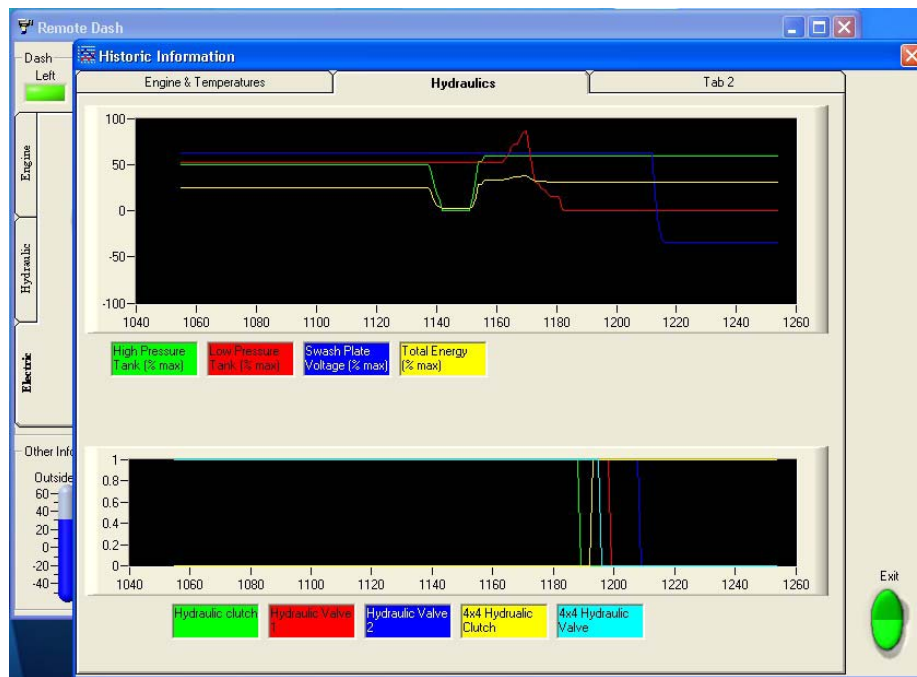 Remote Dash
Historic Information
Dash
Left
Engine & Temperatures
Hydraulics
Tab 2
Engine
Hydraulic
Electric
100
50
0
-50
-100
1040 1060 1080 1100 1120 1140 1160 1180 1200 1220 1240 1260
High Pressure
Tank (% max)
Low Pressure
Tank (% max)
Swash Plate
Voltage (% max)
Total Energy
(% max)
Other Info
Outside
60
40
20
0
-20
-40
1
0.8
0.6
0.4
0.2
0
1040 1060 1080 1100 1120 1140 1160 1180 1200 1220 1240 1260
Hydraulic clutch
Hydraulic Valve
1
Hydraulic Valve
2
4x4 Hydrualic
Clutch
4x4 Hydraulic
Valve
Exit